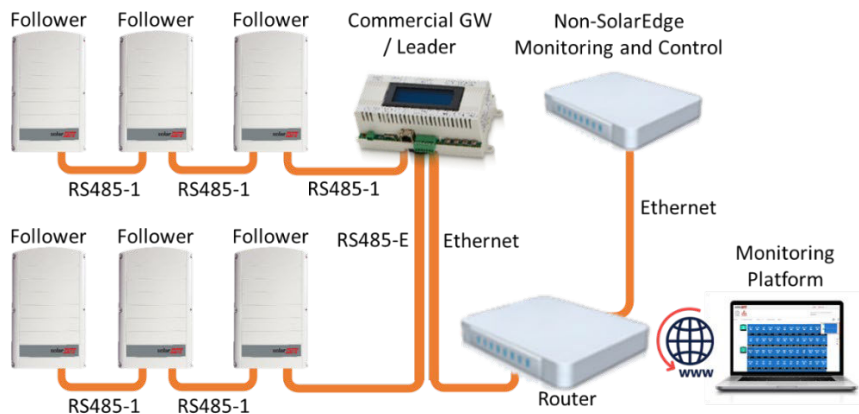 Follower
Follower
Follower
Commercial GW
/ Leader
Non-SolarEdge
Monitoring and Control
RS485-1
RS485-1
RS485-1
Ethernet
Follower
Follower
Follower
RS485-E
Ethernet
Monitoring
Platform
www
Router
RS485-1
RS485-1